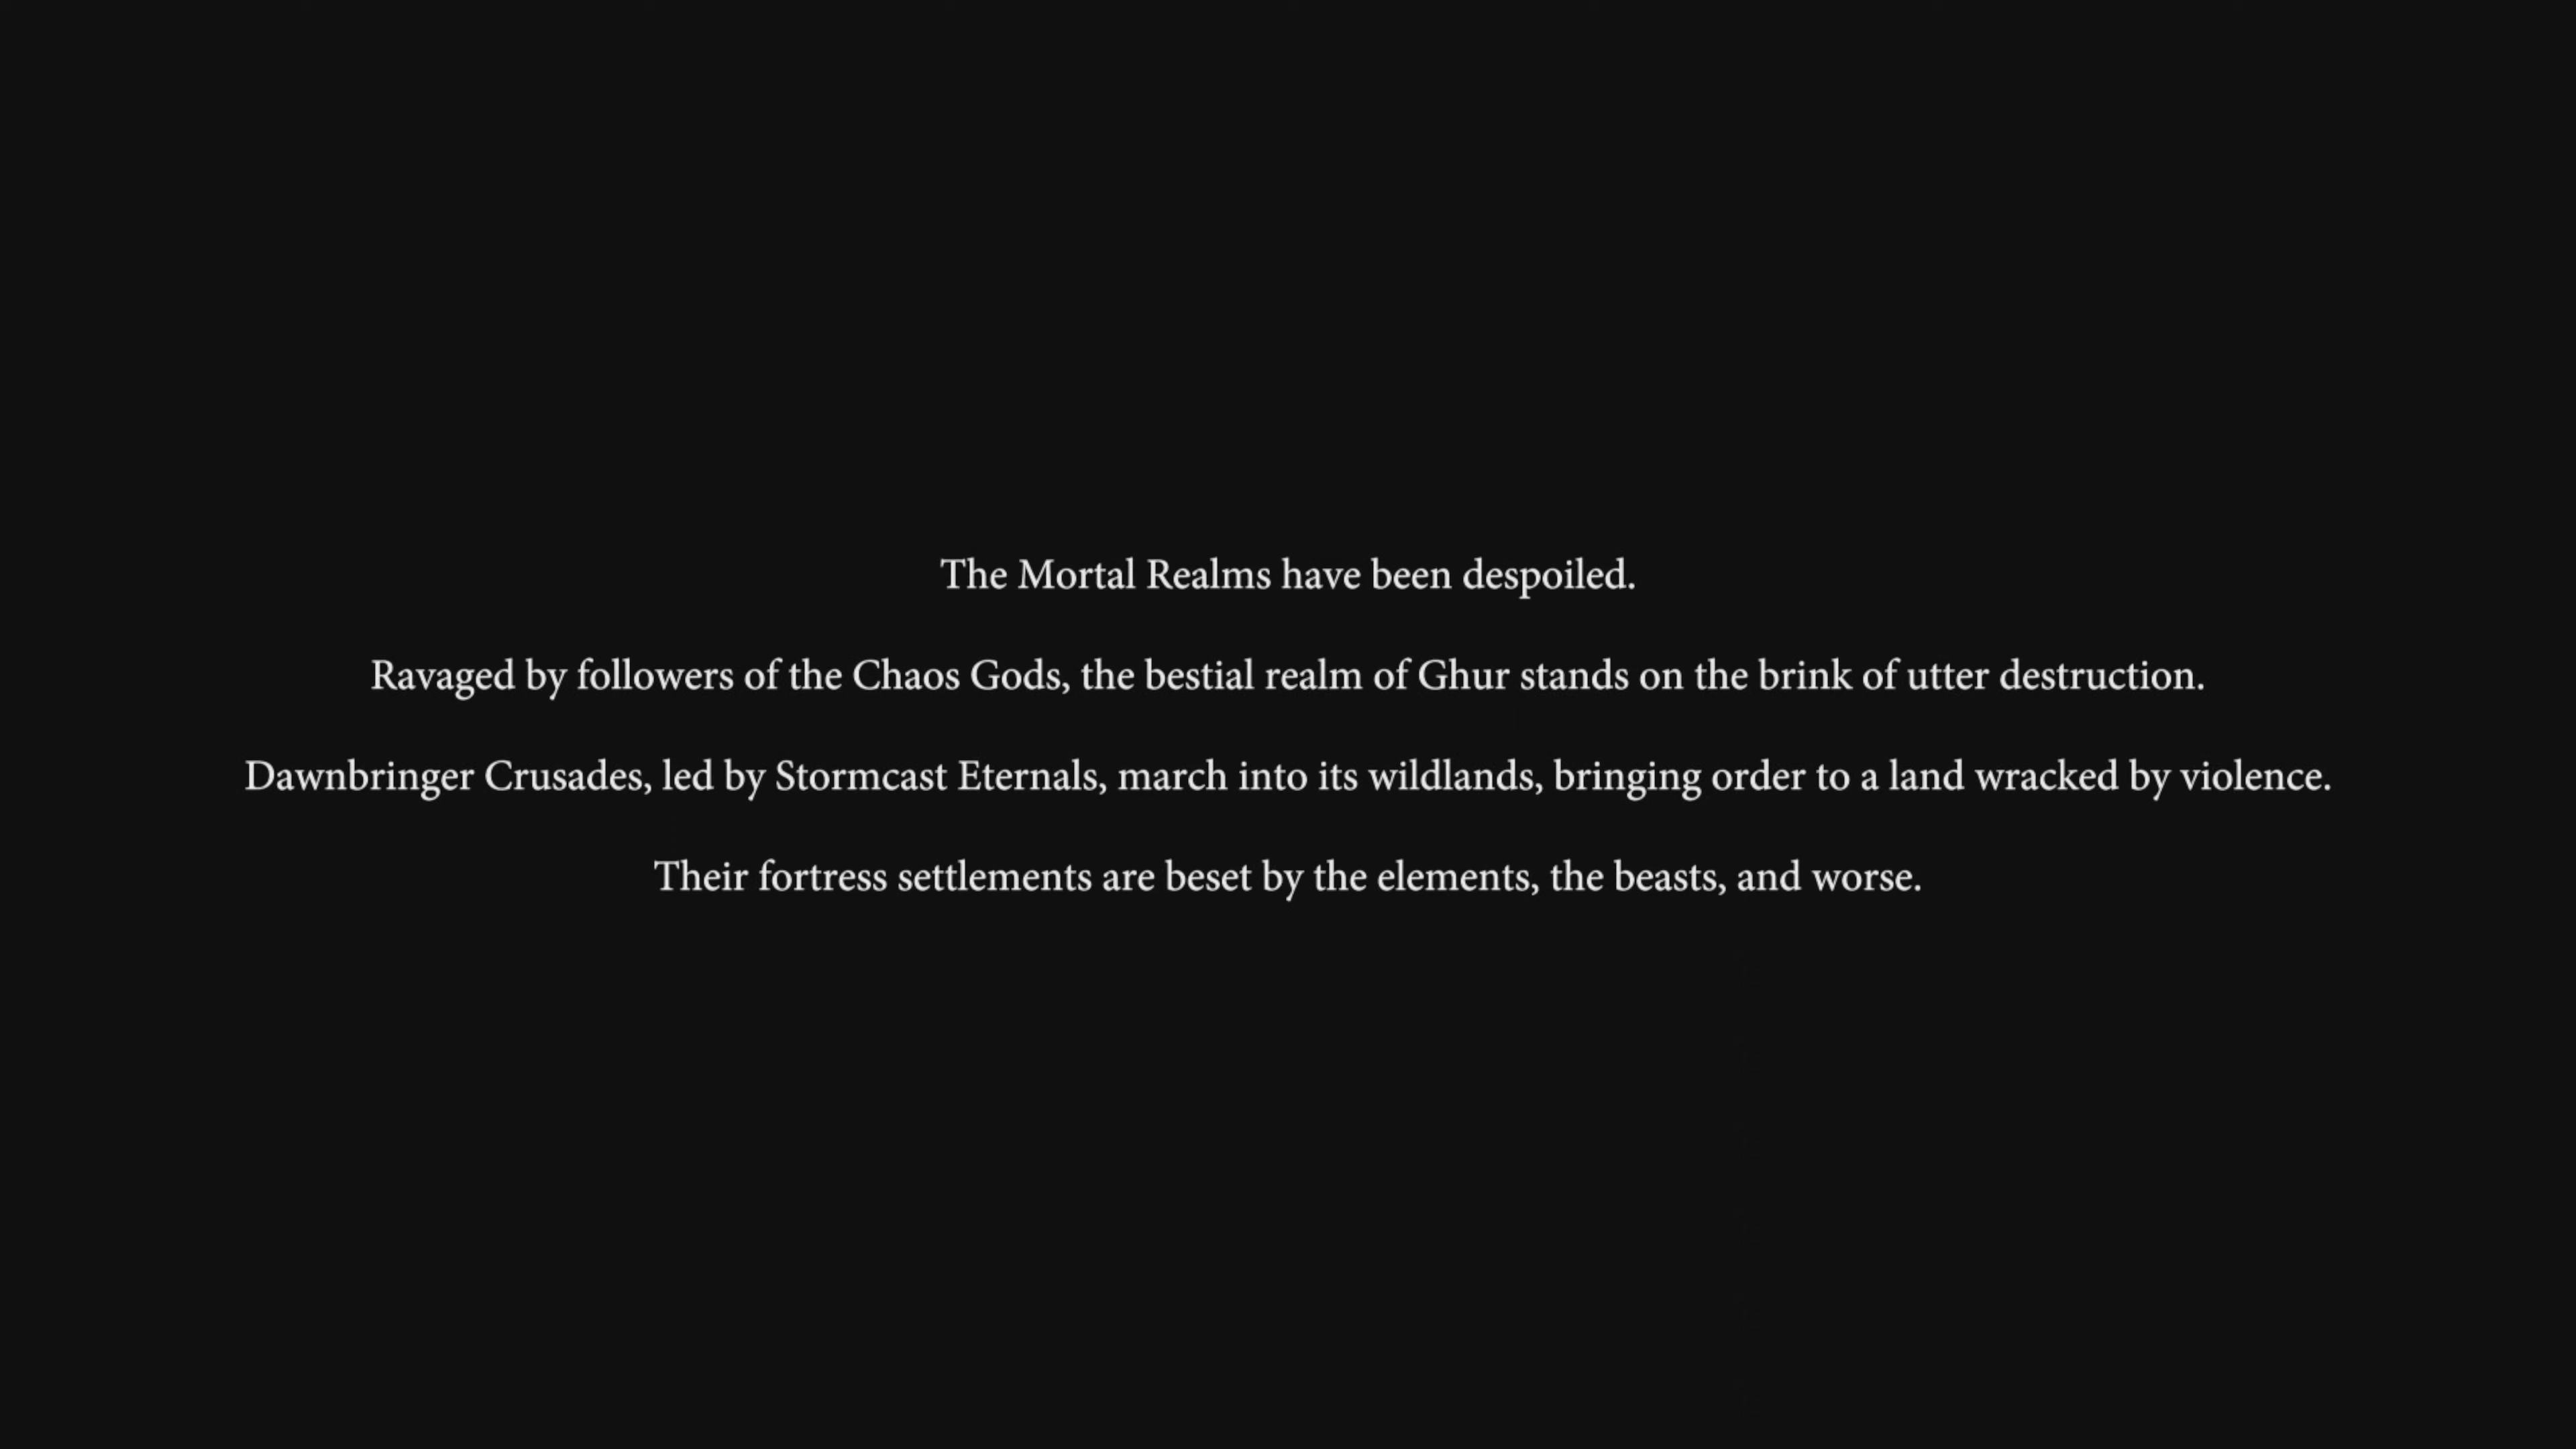 The Mortal Realms have been despoiled.
Ravaged by followers of the Chaos Gods, the bestial realm of Ghur stands on the brink of utter destruction.
Dawnbringer Crusades, led by Stormcast Eternals, march into its wildlands, bringing order to a land wracked by violence.
Their fortress settlements are beset by the elements, the beasts, and worse.